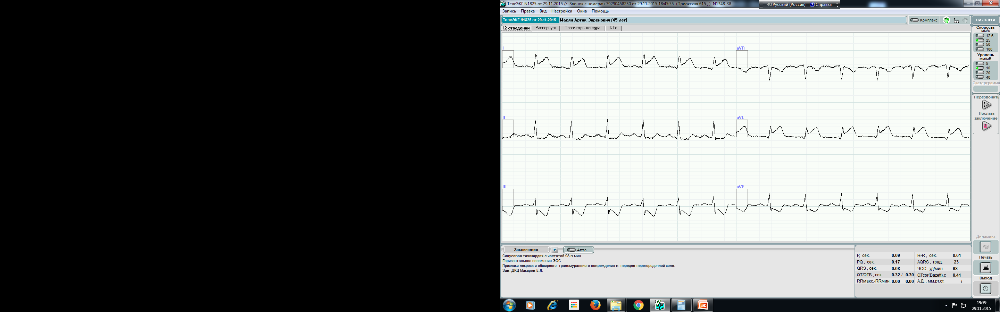 ТелеЭКГ N1825 от 29.11.2015 // Звонок с номера:+79290458230 от 29.11.2015 18:45:55 (Приокская 615 , ) N1348-38
RU Русский (Россия) Справка
Запись Правка Вид Настройки Окна Помощь
ТелеЭКГ N1825 от 29.11.2015 Макян Артик Заренович (45 лет)
Комплекс
ВАЛЕНТА
12 отведений Развернуто Параметры контура QTd
Скорость
мм/с
12.5
25
50
100
Уровень
мм/мВ
5
10
20
40
Скатерграмма
Перезвонить
Послать
заключение
I aVR
II aVL
III aVF
Динамика
Печать
Выход
Заключение Авто
Синусовая тахикардия с частотой 98 в мин.
Горизонтальное положение ЭОС.
Признаки некроза и обширного трансмурального повреждения в передне-перегородочной зоне.
Зав. ДКЦ Макаров Е.Л.
P, сек. 0.09 R-R , сек. 0.61
PQ , сек. 0.17 AQRS , град. 23
QRS , сек. 0.08 ЧСС , уд/мин. 98
QT/QTБ , сек. 0.32 / 0.30 QTcor(Bazett),с 0.41
RRмакс.-RRмин. 0.00 - 0.00 А.Д. , мм.рт.ст. /
19:39
29.11.2015